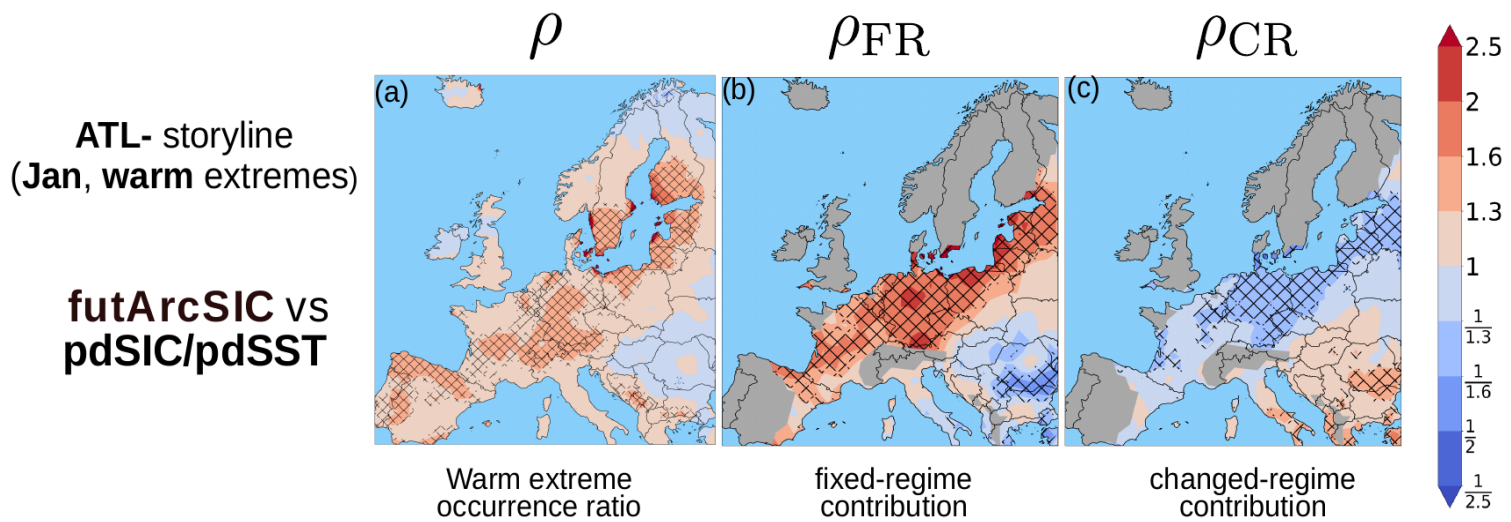 ρ
ρFR
ρCR
(a)
(b)
(c)
ATL- storyline
(Jan, warm extremes)
futArcSIC vs
pdSIC/pdSST
Warm extreme
occurrence ratio
fixed-regime
contribution
changed-regime
contribution
2.5
2
1.6
1.3
1
1/1.3
1/1.6
1/2
1/2.5